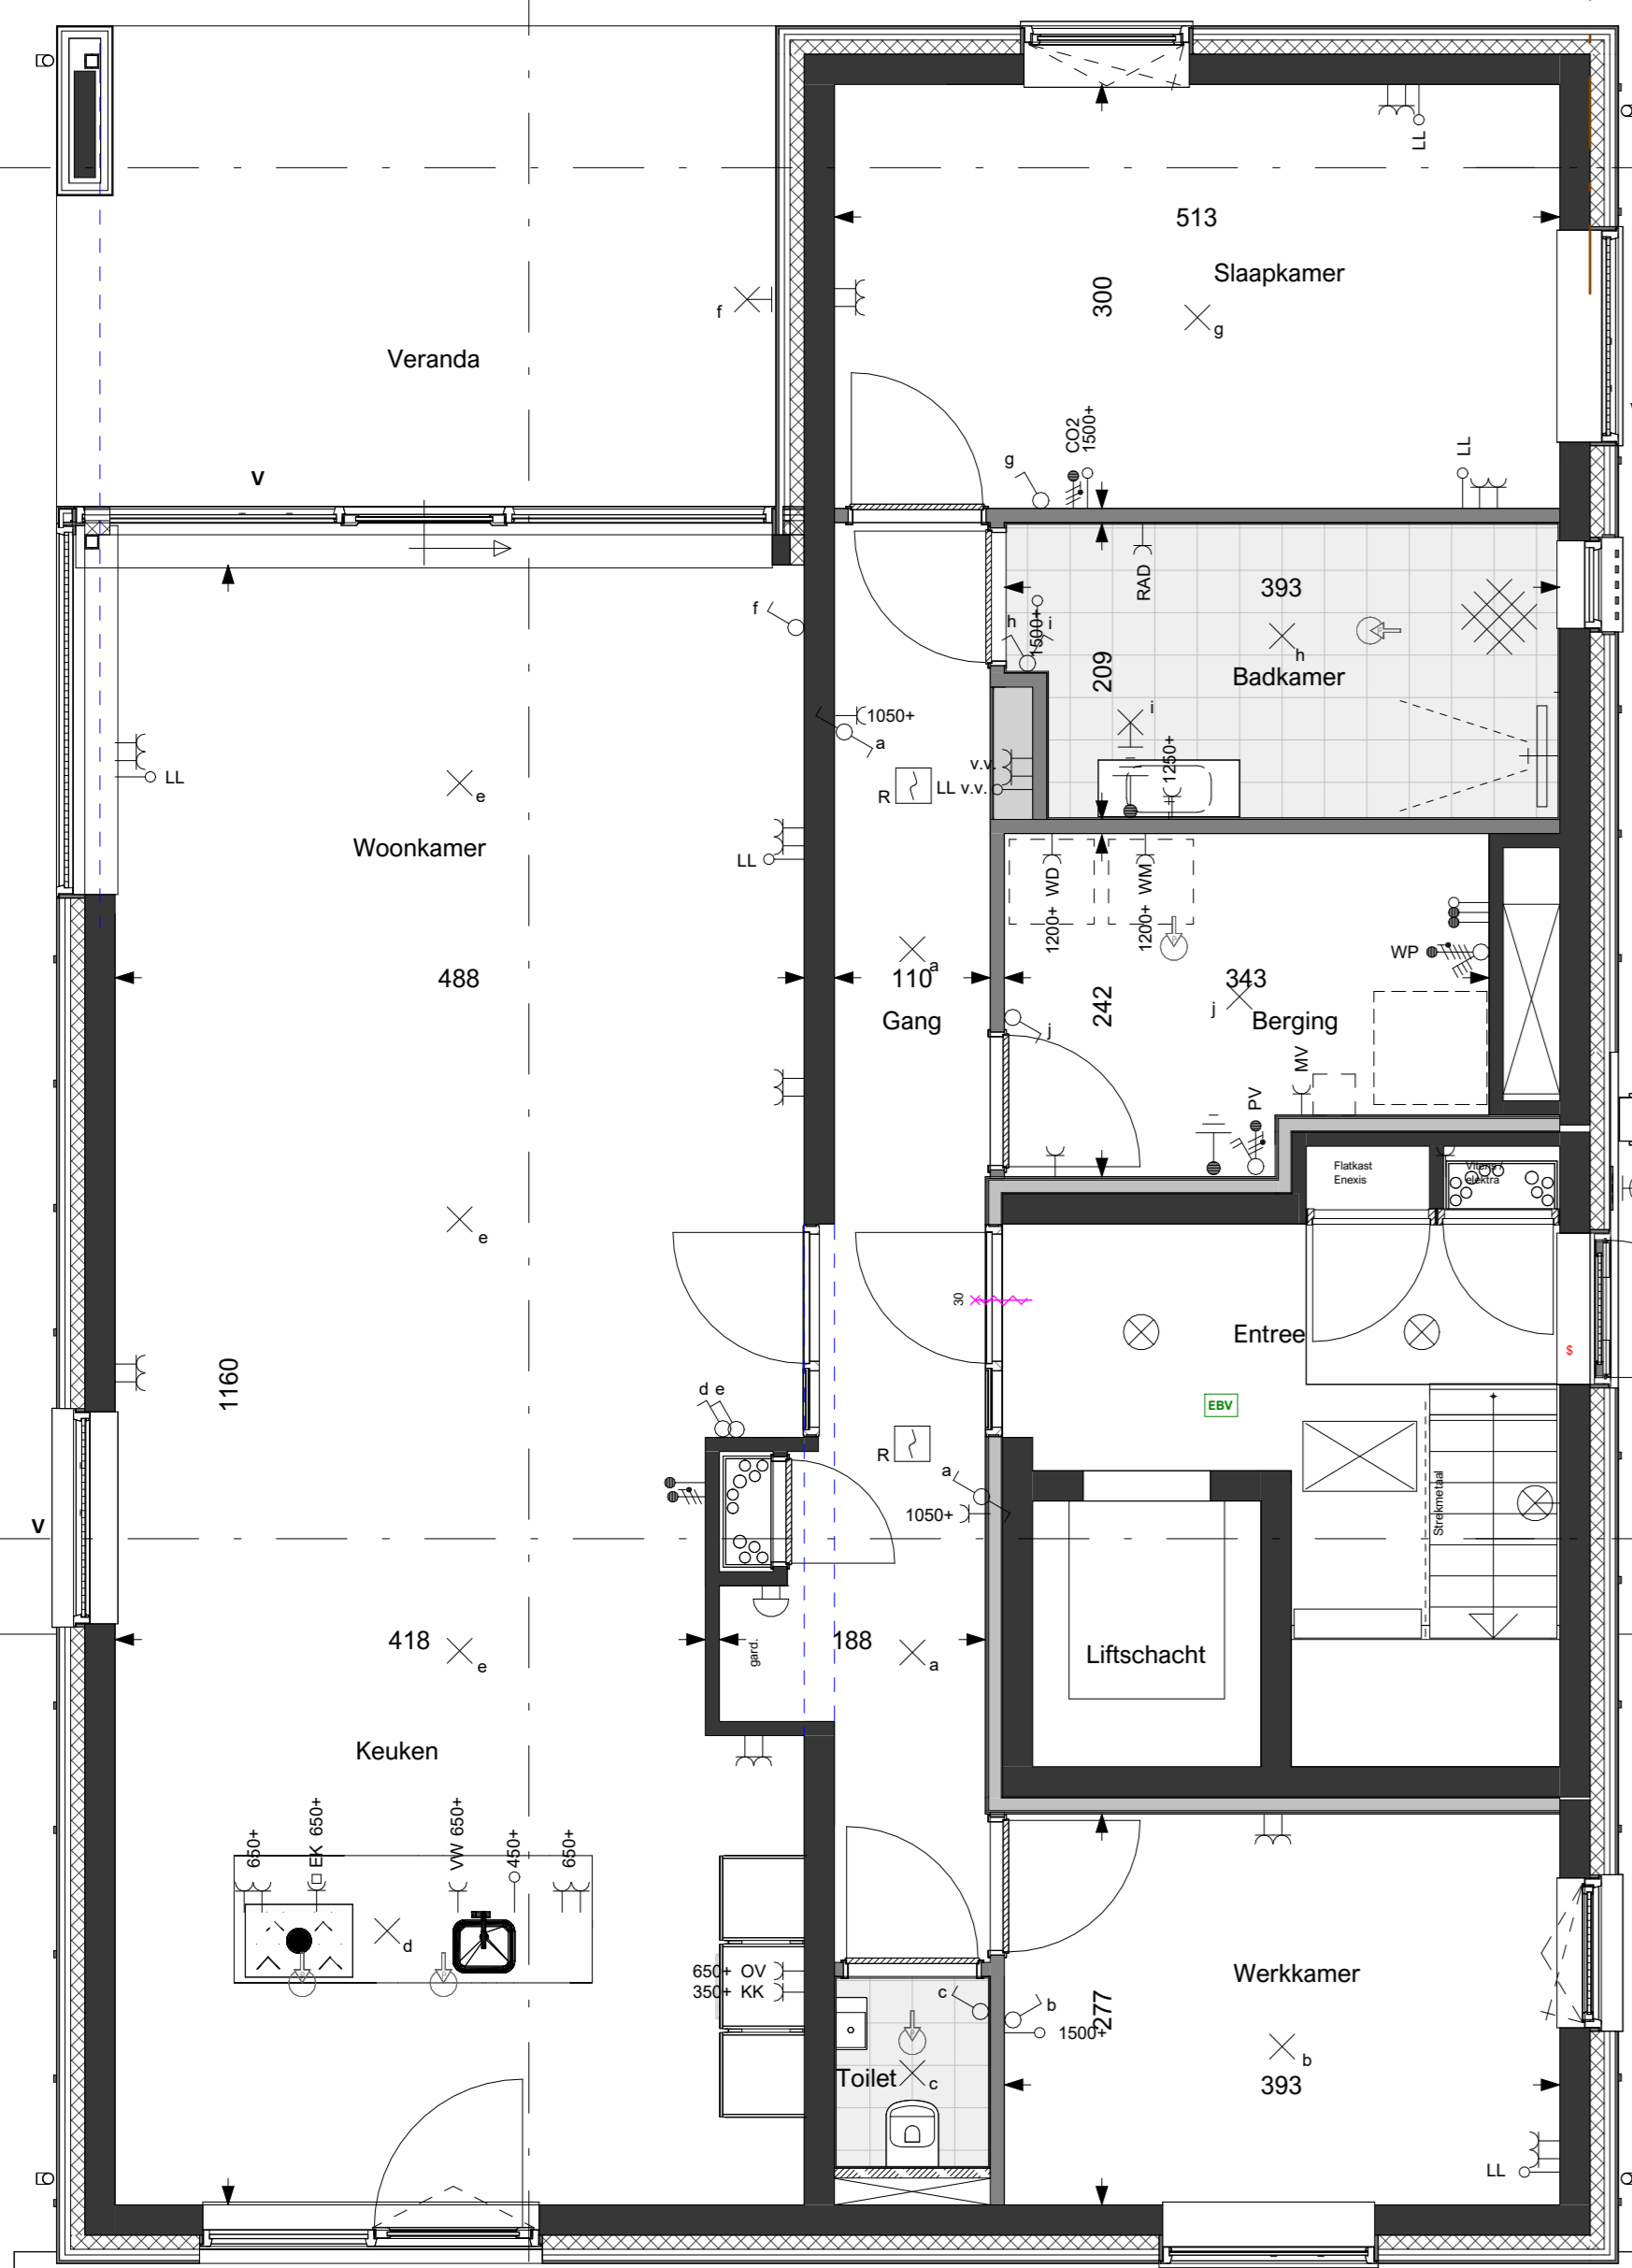 LL
513
Slaapkamer
300
g
f
Veranda
CO2
1500+
g
LL
V
RAD
393
f
h
1500+
i
h
209
Badkamer
1050+
a
i
1250+
v.v.
R
LL v.v.
LL
e
Woonkamer
LL
1200+ WD
1200+ WM
WP
488
110
a
343
242
j
Gang
Berging
j
MV
PV
Flatkast
Enexis
Vitens /
elektra
e
30
Entree
$
1160
d e
EBV
R
a
1050+
Strekmetaal
V
418
e
gard.
188
a
Liftschacht
Keuken
650+
EK 650+
VW 650+
450+
650+
d
650+ OV
350+ KK
Werkkamer
c
b
277
1500+
b
Toilet
c
393
LL